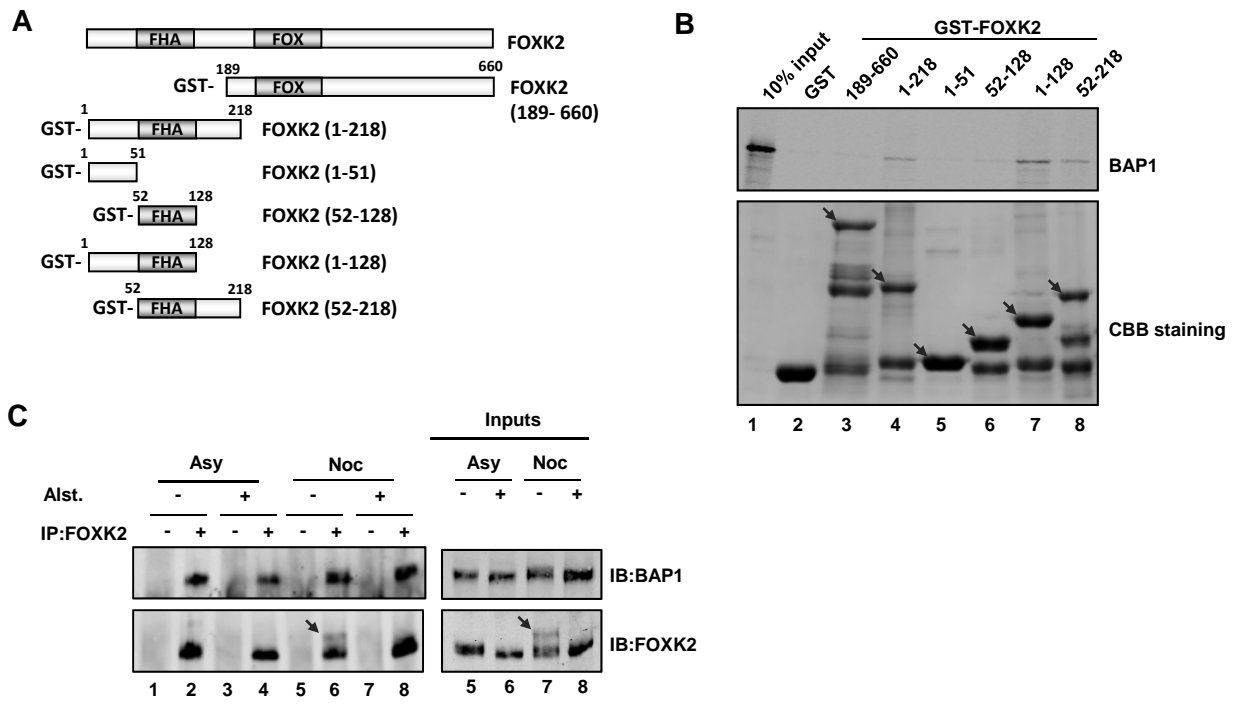 A
FHA
FOX
FOXK2
189
660
GST-
FOX
FOXK2
(189- 660)
1
218
GST-
FHA
FOXK2 (1-218)
1
51
GST-
FOXK2 (1-51)
52
128
GST-
FHA
FOXK2 (52-128)
1
128
GST-
FHA
FOXK2 (1-128)
52
218
GST-
FHA
FOXK2 (52-218)
B
GST-FOXK2
10% input
GST
189-660
1-218
1-51
52-128
1-128
52-218
BAP1
CBB staining
1 2 3 4 5 6 7 8
C
Inputs
Asy Noc
Asy Noc
Alst. - + - +
- + - +
IP:FOXK2 - + - + - + - +
IB:BAP1
IB:FOXK2
1 2 3 4 5 6 7 8
5 6 7 8